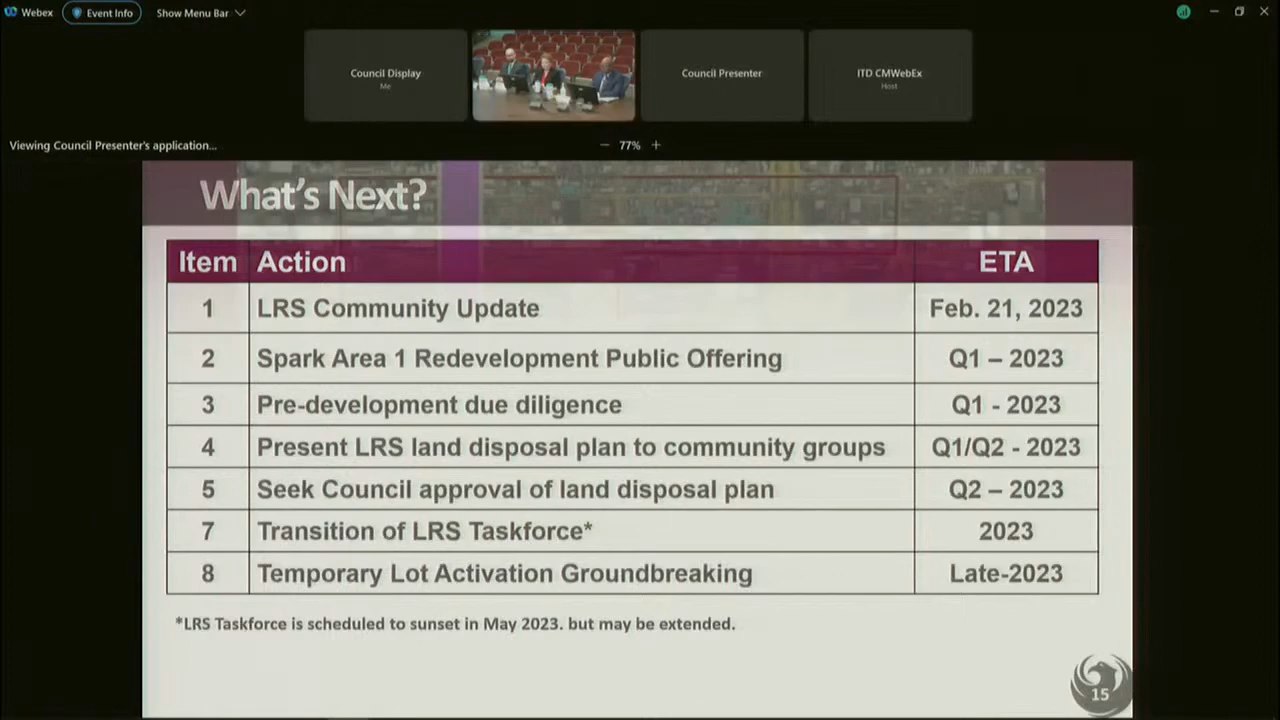 Webex Event Info Show Menu Bar
Council Display
Me
Council Presenter
ITD CMWebEx
Host
Viewing Council Presenter's application...
77%
What's Next?
Item Action ETA
1 LRS Community Update Feb. 21, 2023
2 Spark Area 1 Redevelopment Public Offering Q1 – 2023
3 Pre-development due diligence Q1 - 2023
4 Present LRS land disposal plan to community groups Q1/Q2 - 2023
5 Seek Council approval of land disposal plan Q2 – 2023
7 Transition of LRS Taskforce* 2023
8 Temporary Lot Activation Groundbreaking Late-2023
*LRS Taskforce is scheduled to sunset in May 2023. but may be extended.
15